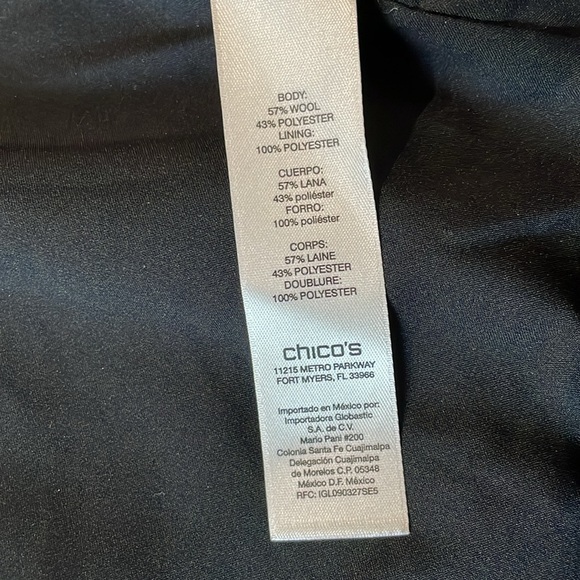 BODY:
57% WOOL
43% POLYESTER
LINING:
100% POLYESTER
CUERPO:
57% LANA
43% poliéster
FORRO:
100% poliéster
CORPS:
57% LAINE
43% POLYESTER
DOUBLURE:
100% POLYESTER
chico's
11215 METRO PARKWAY
FORT MYERS, FL 33966
Importado en México por:
Importadora Globastic
S.A. de C.V.
Mario Pani #200
Colonia Santa Fe Cuajimalpa
Delegación Cuajimalpa
de Morelos C.P. 05348
México D.F. México
RFC: IGL090327SE5